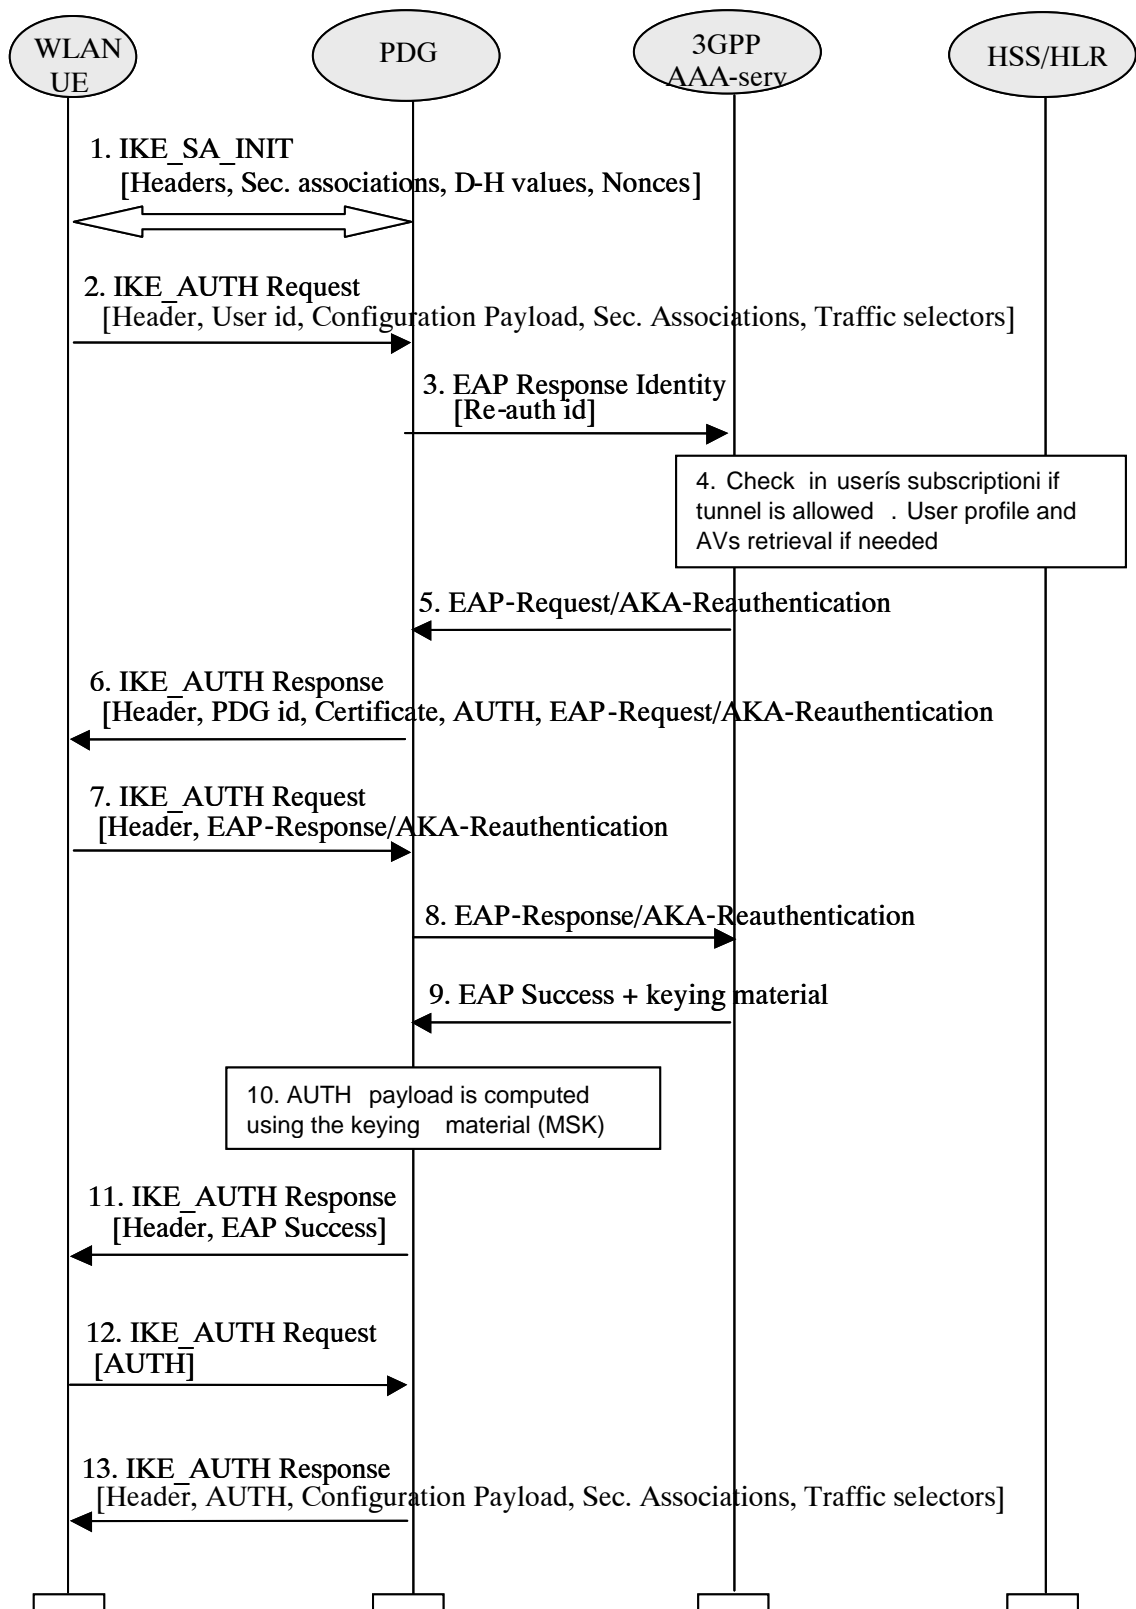 WLAN
UE
PDG
3GPP
AAA-serv
HSS/HLR
1. IKE_SA_INIT
[Headers, Sec. associations, D-H values, Nonces]
2. IKE_AUTH Request
[Header, User id, Configuration Payload, Sec. Associations, Traffic selectors]
3. EAP Response Identity
[Re-auth id]
4. Check in userís subscriptioni if
tunnel is allowed . User profile and
AVs retrieval if needed
5. EAP-Request/AKA-Reauthentication
6. IKE_AUTH Response
[Header, PDG id, Certificate, AUTH, EAP-Request/AKA-Reauthentication
7. IKE_AUTH Request
[Header, EAP-Response/AKA-Reauthentication
8. EAP-Response/AKA-Reauthentication
9. EAP Success + keying material
10. AUTH payload is computed
using the keying material (MSK)
11. IKE_AUTH Response
[Header, EAP Success]
12. IKE_AUTH Request
[AUTH]
13. IKE_AUTH Response
[Header, AUTH, Configuration Payload, Sec. Associations, Traffic selectors]